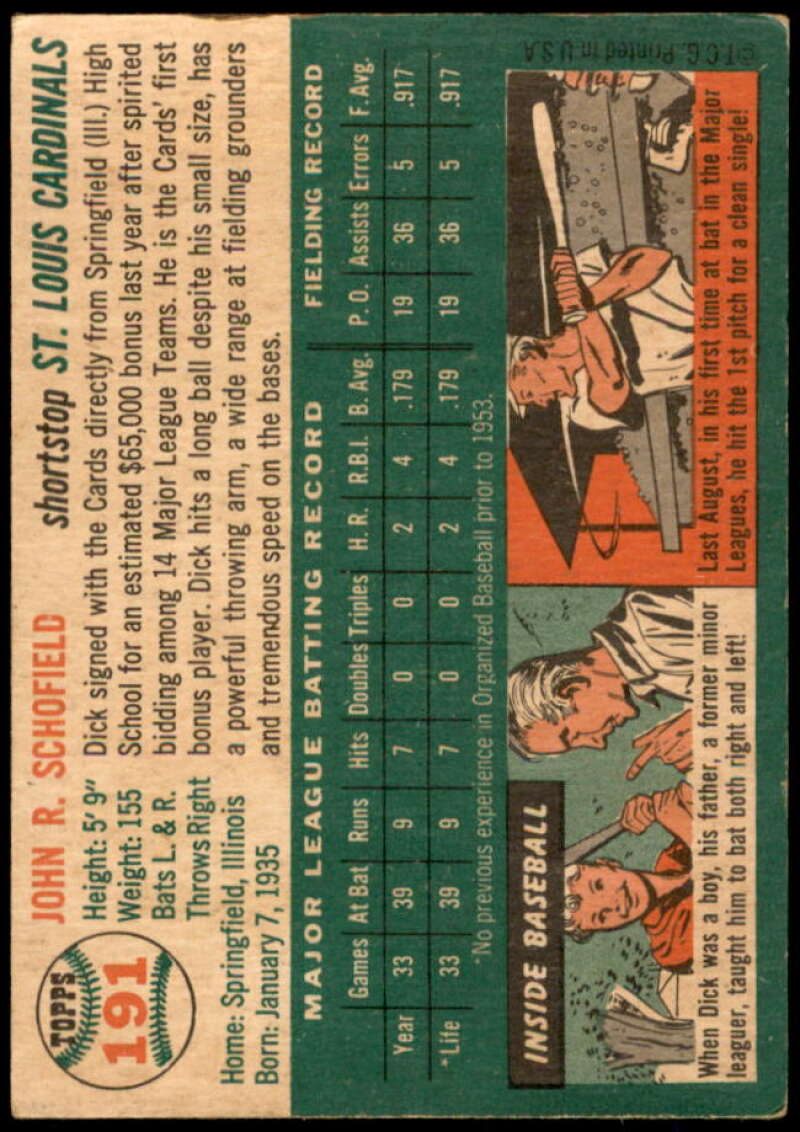 TOPPS
191
JOHN R. SCHOFIELD
shortstop ST. LOUIS CARDINALS
Height: 5' 9"
Weight: 155
Bats L. & R.
Throws Right
Home: Springfield, Illinois
Born: January 7, 1935
Dick signed with the Cards directly from Springfield (Ill.) High
School for an estimated $65,000 bonus last year after spirited
bidding among 14 Major League Teams. He is the Cards' first
bonus player. Dick hits a long ball despite his small size, has
a powerful throwing arm, a wide range at fielding grounders
and tremendous speed on the bases.
MAJOR LEAGUE BATTING RECORD FIELDING RECORD
Games At Bat Runs Hits Doubles Triples H. R. R.B.I. B. Avg. P. O. Assists Errors F. Avg.
Year 33 39 9 7 0 0 2 4 .179 19 36 5 .917
*Life 33 39 9 7 0 0 2 4 .179 19 36 5 .917
*No previous experience in Organized Baseball prior to 1953.
INSIDE BASEBALL
When Dick was a boy, his father, a former minor
leaguer, taught him to bat both right and left!
Last August, in his first time at bat in the Major
Leagues, he hit the 1st pitch for a clean single!
©T.C.G. Printed in U.S.A.